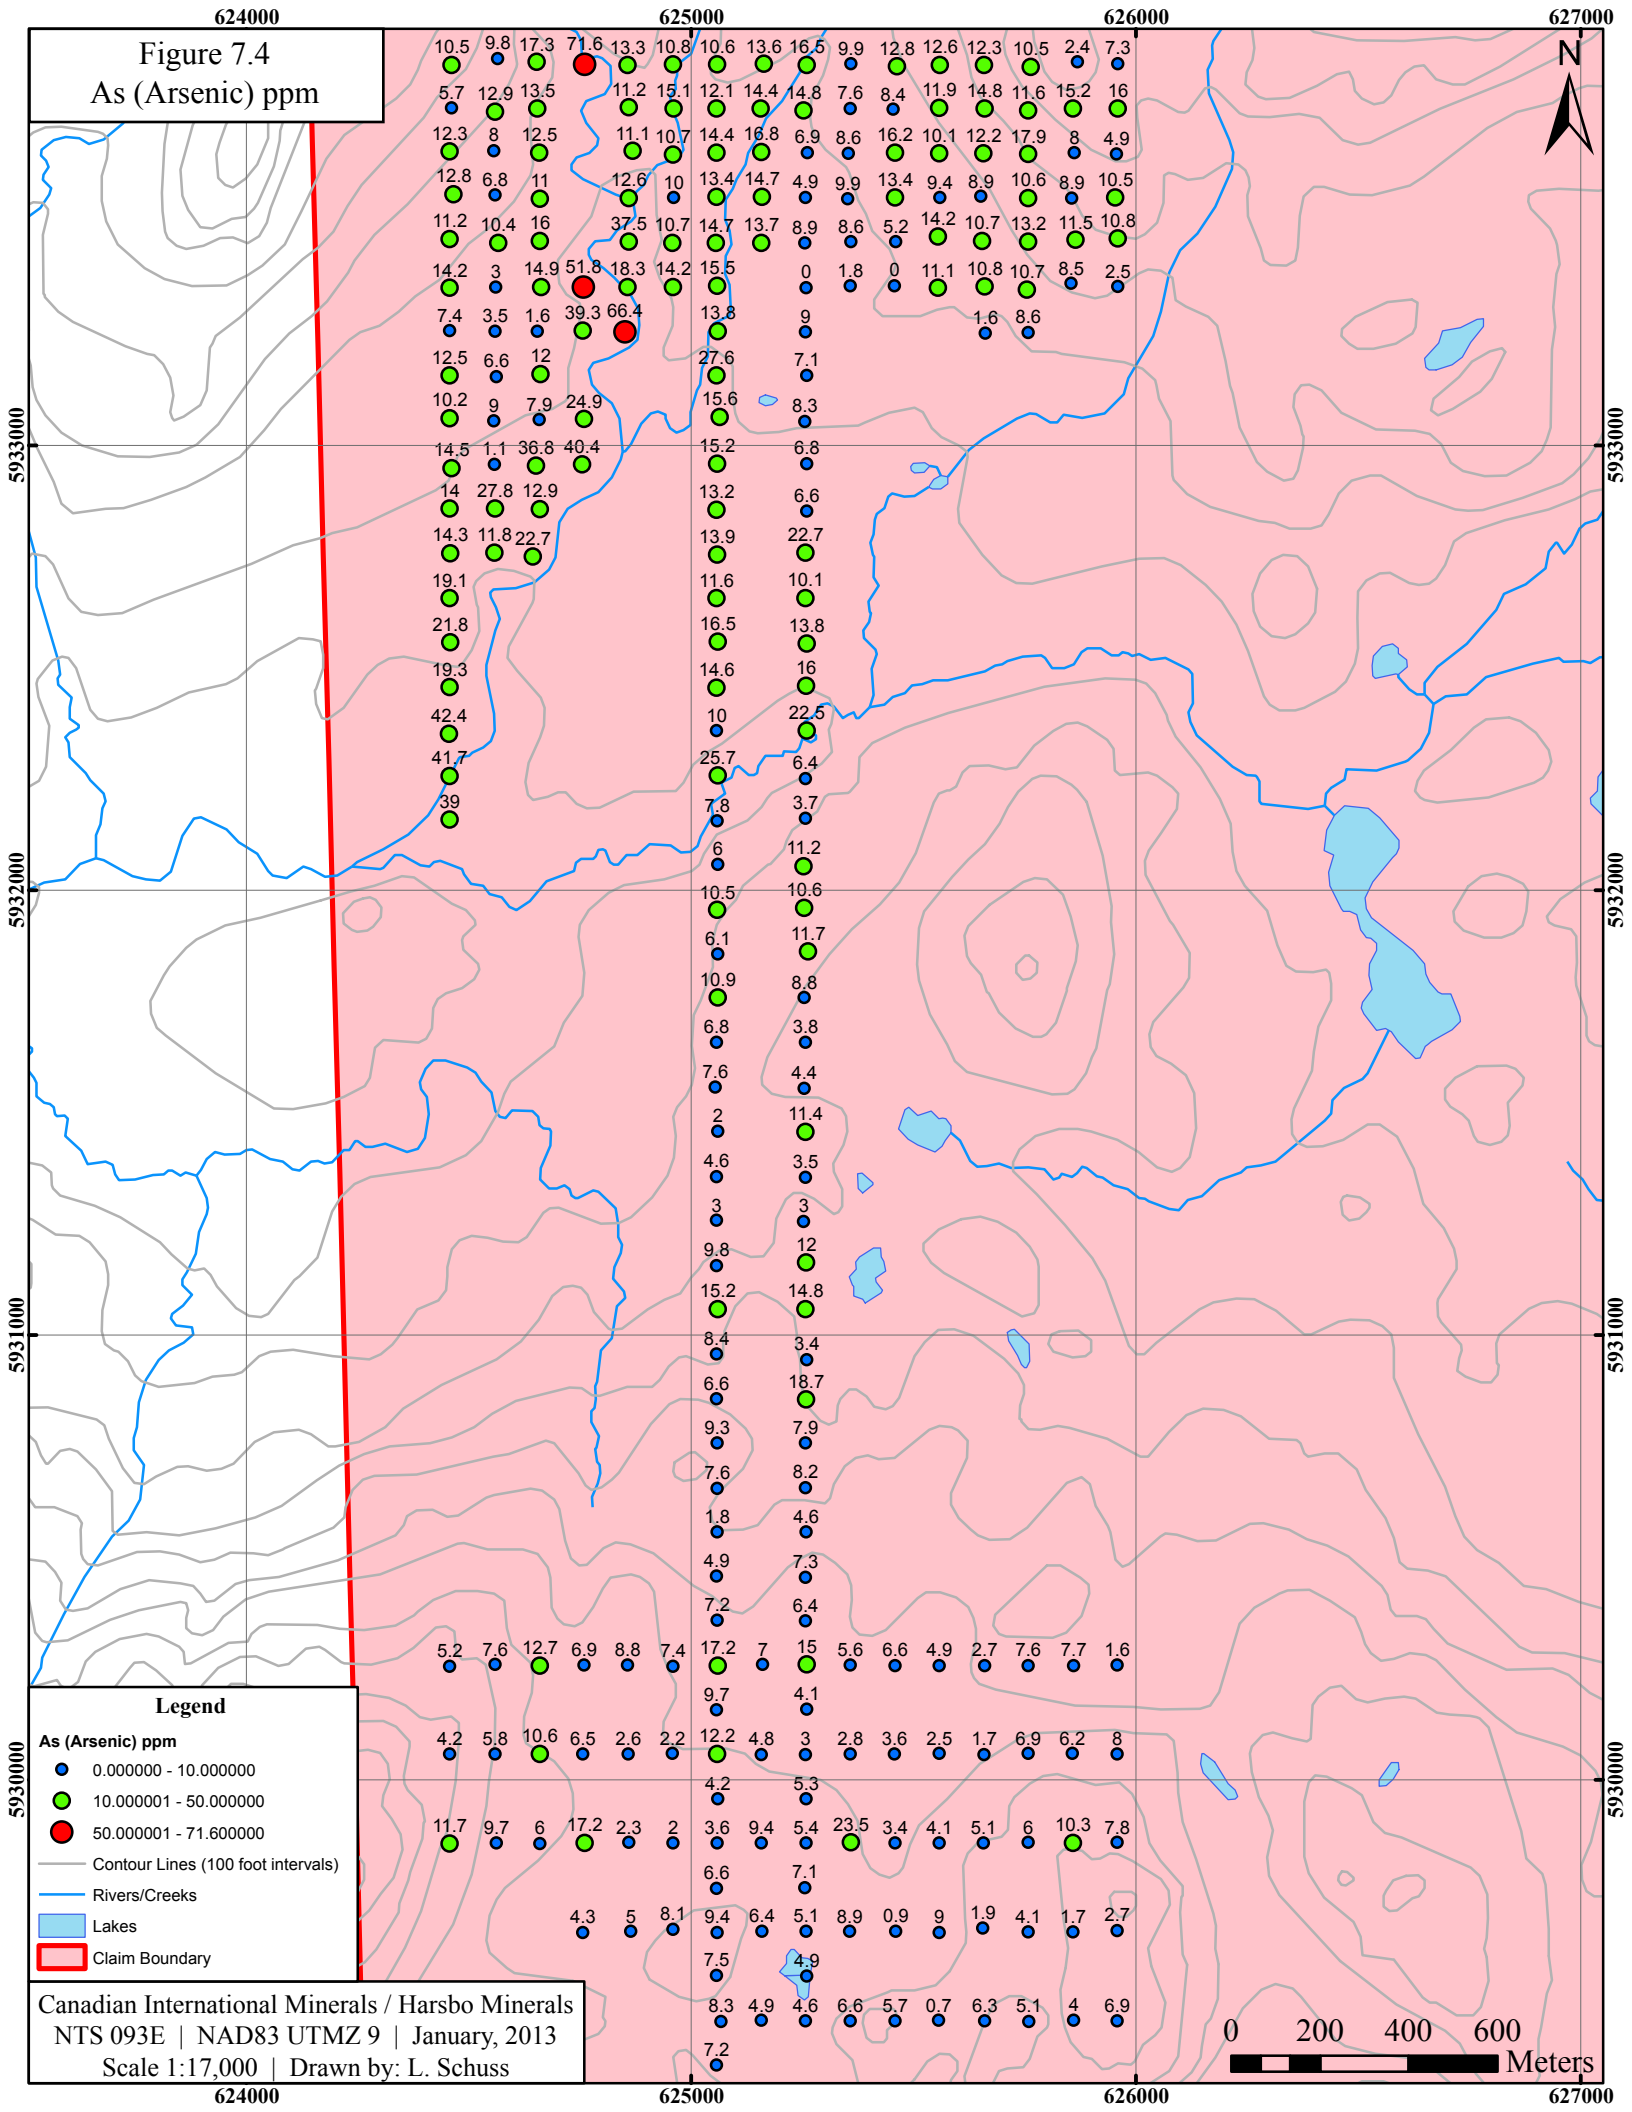 624000 625000 626000 627000
Figure 7.4
As (Arsenic) ppm
N
10.5 9.8 17.3 71.6 13.3 10.8 10.6 13.6 16.5 9.9 12.8 12.6 12.3 10.5 2.4 7.3
5.7 12.9 13.5 11.2 15.1 12.1 14.4 14.8 7.6 8.4 11.9 14.8 11.6 15.2 16
12.3 8 12.5 11.1 10.7 14.4 16.8 6.9 8.6 16.2 10.1 12.2 17.9 8 4.9
12.8 6.8 11 12.6 10 13.4 14.7 4.9 9.9 13.4 9.4 8.9 10.6 8.9 10.5
11.2 10.4 16 37.5 10.7 14.7 13.7 8.9 8.6 5.2 14.2 10.7 13.2 11.5 10.8
14.2 3 14.9 51.8 18.3 14.2 15.5 0 1.8 0 11.1 10.8 10.7 8.5 2.5
7.4 3.5 1.6 39.3 66.4 13.8 9 1.6 8.6
12.5 6.6 12 27.6 7.1
10.2 9 7.9 24.9 15.6 8.3
5933000 5933000
14.5 1.1 36.8 40.4 15.2 6.8
14 27.8 12.9 13.2 6.6
14.3 11.8 22.7 13.9 22.7
19.1 11.6 10.1
21.8 16.5 13.8
19.3 14.6 16
42.4 10 22.5
41.7 25.7 6.4
39 7.8 3.7
6 11.2
5932000 5932000
10.5 10.6
6.1 11.7
10.9 8.8
6.8 3.8
7.6 4.4
2 11.4
4.6 3.5
3 3
9.8 12
15.2 14.8
5931000 5931000
8.4 3.4
6.6 18.7
9.3 7.9
7.6 8.2
1.8 4.6
4.9 7.3
7.2 6.4
5.2 7.6 12.7 6.9 8.8 7.4 17.2 7 15 5.6 6.6 4.9 2.7 7.6 7.7 1.6
9.7 4.1
4.2 5.8 10.6 6.5 2.6 2.2 12.2 4.8 3 2.8 3.6 2.5 1.7 6.9 6.2 8
5930000
4.2 5.3
11.7 9.7 6 17.2 2.3 2 3.6 9.4 5.4 23.5 3.4 4.1 5.1 6 10.3 7.8
6.6 7.1
4.3 5 8.1 9.4 6.4 5.1 8.9 0.9 9 1.9 4.1 1.7 2.7
7.5 4.9
8.3 4.9 4.6 6.6 5.7 0.7 6.3 5.1 4 6.9
7.2
5930000
Legend
As (Arsenic) ppm
0.000000 - 10.000000
10.000001 - 50.000000
50.000001 - 71.600000
Contour Lines (100 foot intervals)
Rivers/Creeks
Lakes
Claim Boundary
Canadian International Minerals / Harsbo Minerals
NTS 093E | NAD83 UTMZ 9 | January, 2013
Scale 1:17,000 | Drawn by: L. Schuss
0 200 400 600
Meters
624000 625000 626000 627000